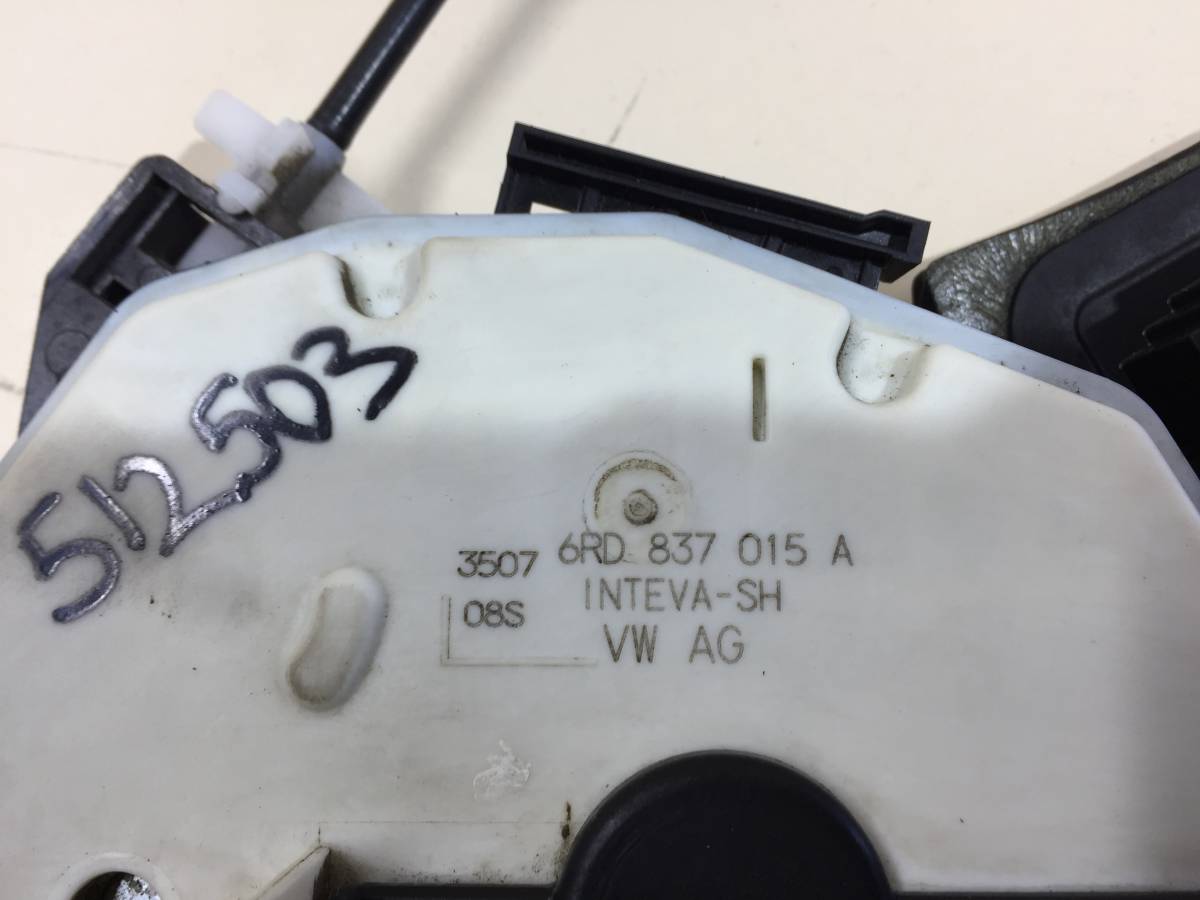 512503
3507 6RD 837 015 A
08S INTEVA-SH
VW AG